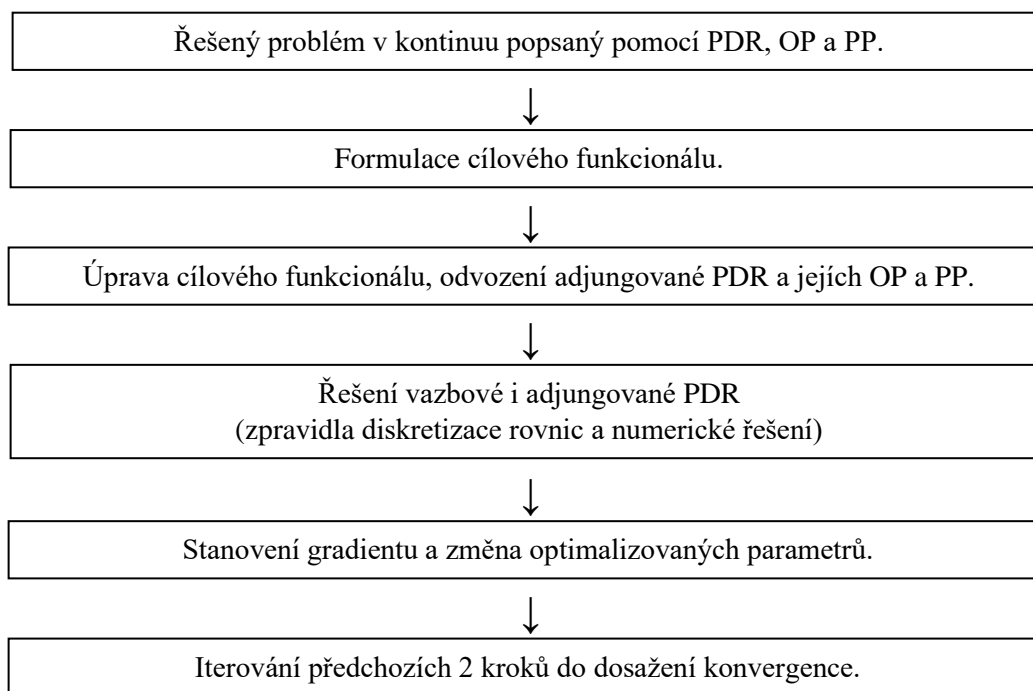 Řešený problém v kontinuu popsaný pomocí PDR, OP a PP.
Formulace cílového funkcionálu.
Úprava cílového funkcionálu, odvození adjungované PDR a jejích OP a PP.
Řešení vazbové i adjungované PDR
(zpravidla diskretizace rovnic a numerické řešení)
Stanovení gradientu a změna optimalizovaných parametrů.
Iterování předchozích 2 kroků do dosažení konvergence.